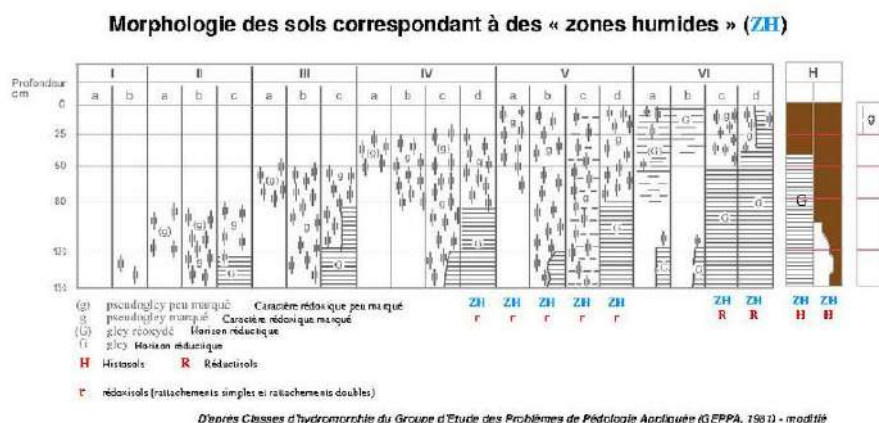 Morphologie des sols correspondant à des « zones humides » (ZH)
I II III IV V VI H
Profondeur cm
a b a b c a b c a b c d a b c d a b c d
0
25
50
80
120
150
(g) (g) g (g) g g (g) g g g g g g g (G) G g g G g
(g) g G G G G G G G G G
ZH ZH ZH ZH ZH ZH ZH ZH ZH
r r r r r R R H H
(g) pseudogley peu marqué Caractère rédoxique peu marqué
g pseudogley marqué Caractère rédoxique marqué
(G) gley réoxydé Horizon réductique
G gley Horizon réductique
H Histosols R Réductisols
r rédoxisols (rattachements simples et rattachements doubles)
D'après Classes d'hydromorphie du Groupe d'Etude des Problèmes de Pédologie Appliquée (GEPPA, 1981) - modifié